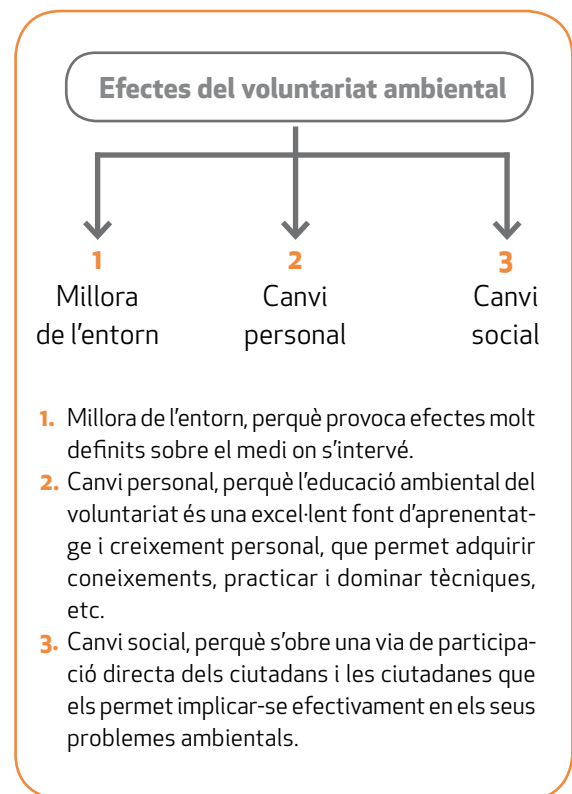 Efectes del voluntariat ambiental
1 2 3
Millora Canvi Canvi
de l'entorn personal social
1. Millora de l'entorn, perquè provoca efectes molt
definits sobre el medi on s'intervé.
2. Canvi personal, perquè l'educació ambiental del
voluntariat és una excel·lent font d'aprenentat-
ge i creixement personal, que permet adquirir
coneixements, practicar i dominar tècniques,
etc.
3. Canvi social, perquè s'obre una via de participa-
ció directa dels ciutadans i les ciutadanes que
els permet implicar-se efectivament en els seus
problemes ambientals.